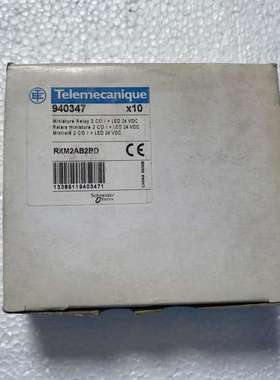 Telemecanique
940347 x10
Miniature Relay 2 CO / + LED 24 VDC
Relais miniature 2 CO / + LED 24 VDC
2 CO / + LED 24 VDC
RXM2AB2BD CE
13389119403471
Schneider
Electric